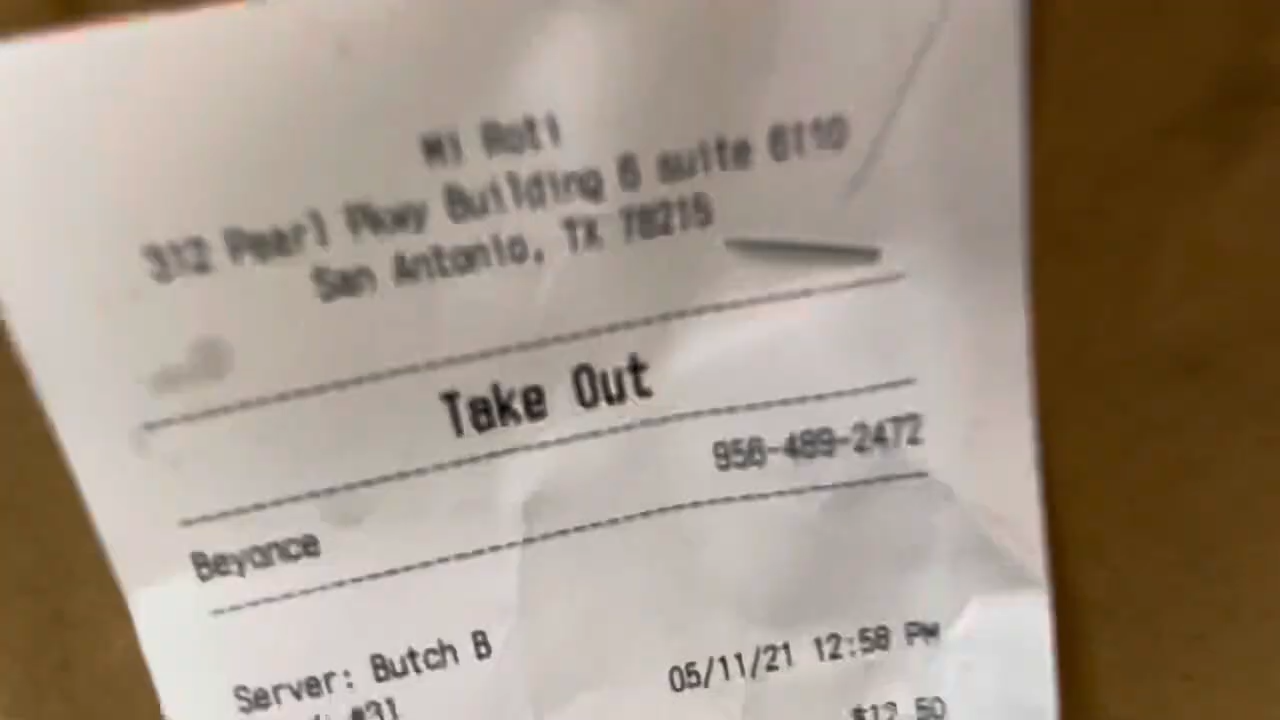 Mi Roti
312 Pearl Pkwy Building 6 suite 6110
San Antonio, TX 78215
Take Out
956-489-2472
Beyonce
Server: Butch B
05/11/21 12:58 PM
#31
$12.50